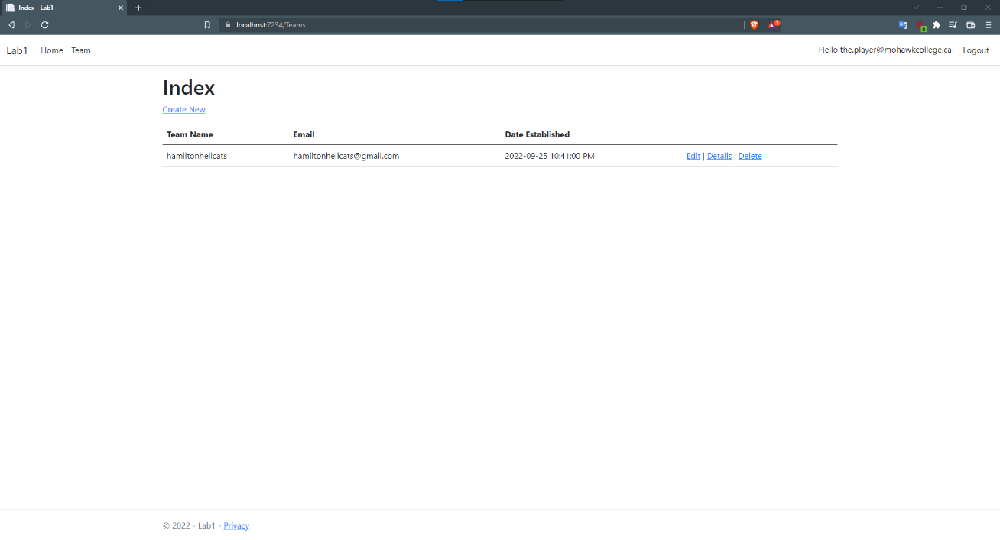 Index - Lab1
localhost:7234/Teams
1
0
Lab1 Home Team Hello the.player@mohawkcollege.ca! Logout
Index
Create New
Team Name Email Date Established
hamiltonhellcats hamiltonhellcats@gmail.com 2022-09-25 10:41:00 PM Edit | Details | Delete
© 2022 - Lab1 - Privacy